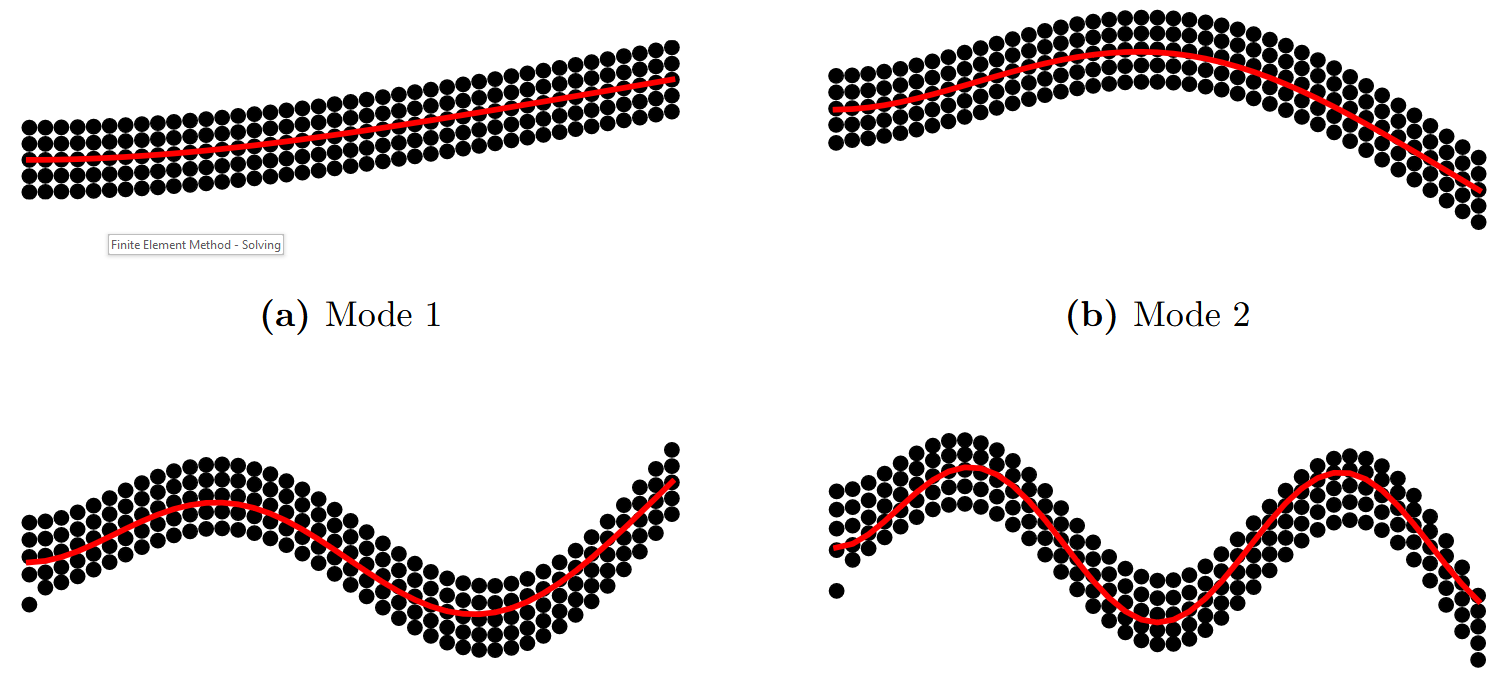 Finite Element Method - Solving
(a) Mode 1
(b) Mode 2